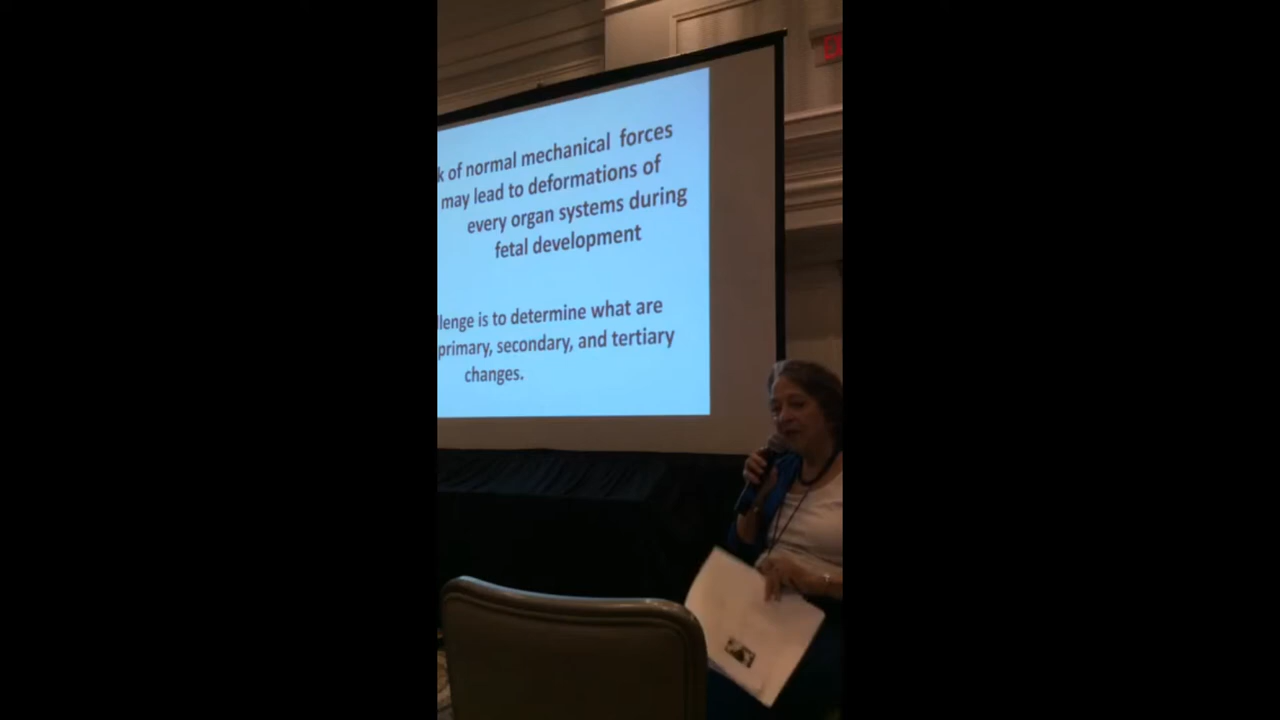 k of normal mechanical forces
may lead to deformations of
every organ systems during
fetal development
llenge is to determine what are
primary, secondary, and tertiary
changes.